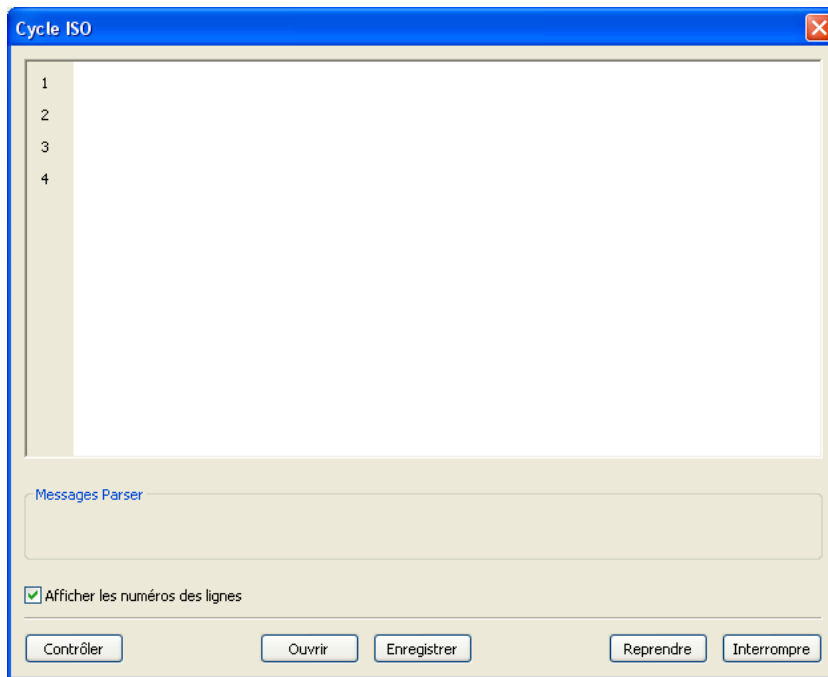 Cycle ISO
1
2
3
4
Messages Parser
Afficher les numéros des lignes
Contrôler Ouvrir Enregistrer Reprendre Interrompre